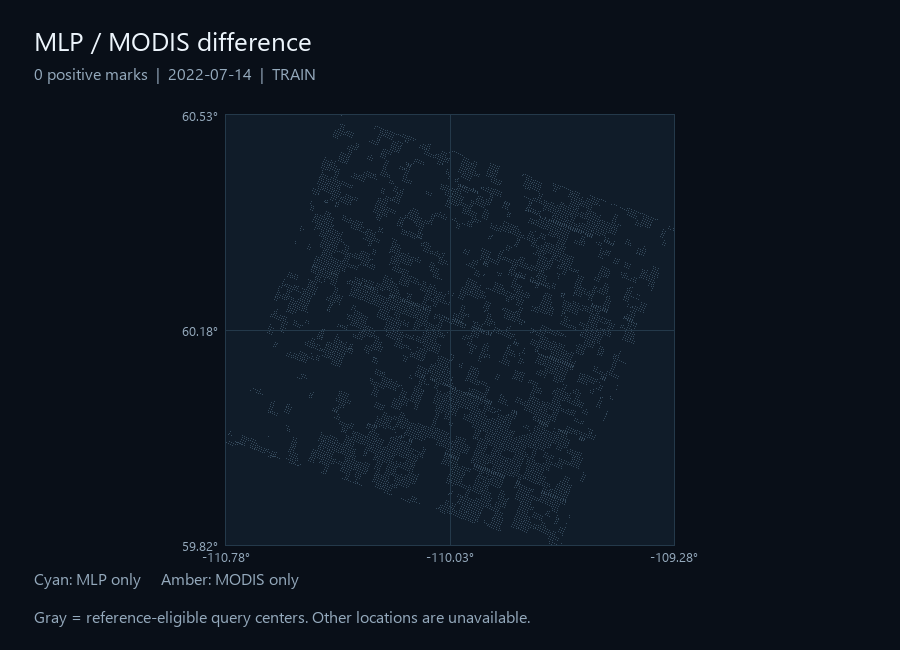 MLP / MODIS difference
0 positive marks | 2022-07-14 | TRAIN
60.53°
60.18°
59.82°
-110.78°
-110.03°
-109.28°
Cyan: MLP only
Amber: MODIS only
Gray = reference-eligible query centers. Other locations are unavailable.